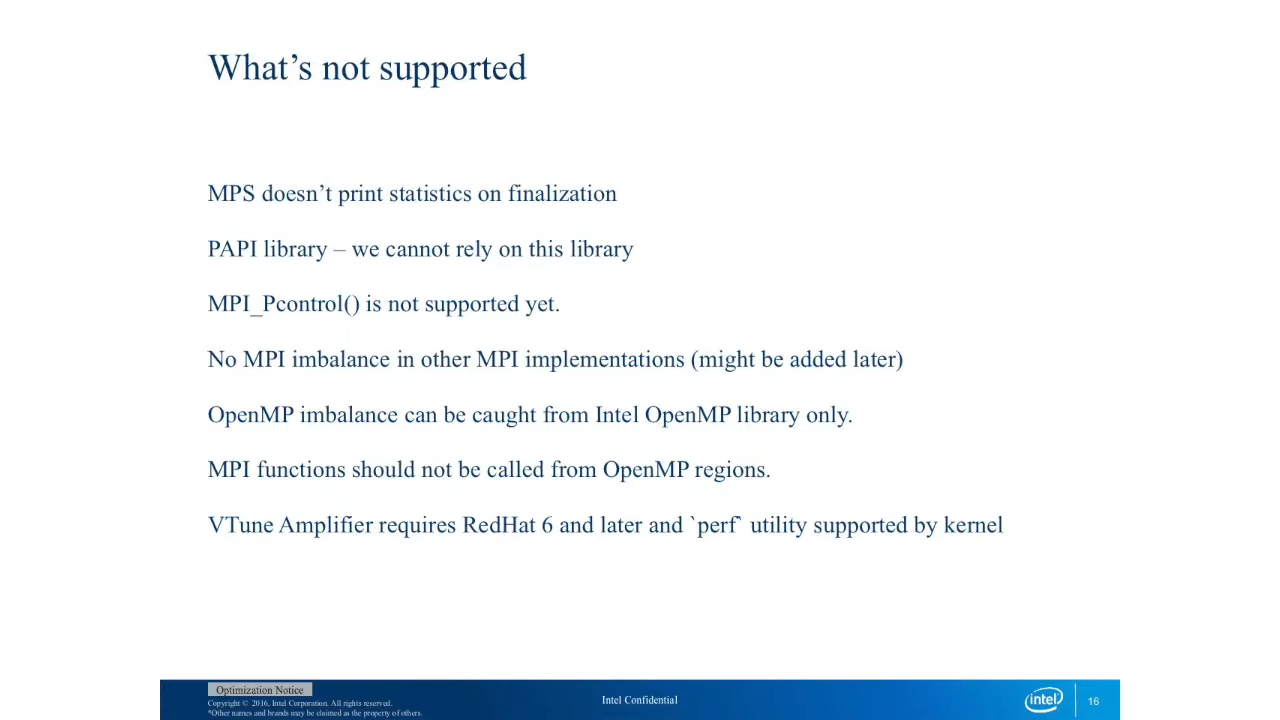 What’s not supported
MPS doesn’t print statistics on finalization
PAPI library – we cannot rely on this library
MPI_Pcontrol() is not supported yet.
No MPI imbalance in other MPI implementations (might be added later)
OpenMP imbalance can be caught from Intel OpenMP library only.
MPI functions should not be called from OpenMP regions.
VTune Amplifier requires RedHat 6 and later and `perf` utility supported by kernel
Optimization Notice
Copyright © 2016, Intel Corporation. All rights reserved.
*Other names and brands may be claimed as the property of others.
Intel Confidential
intel
16